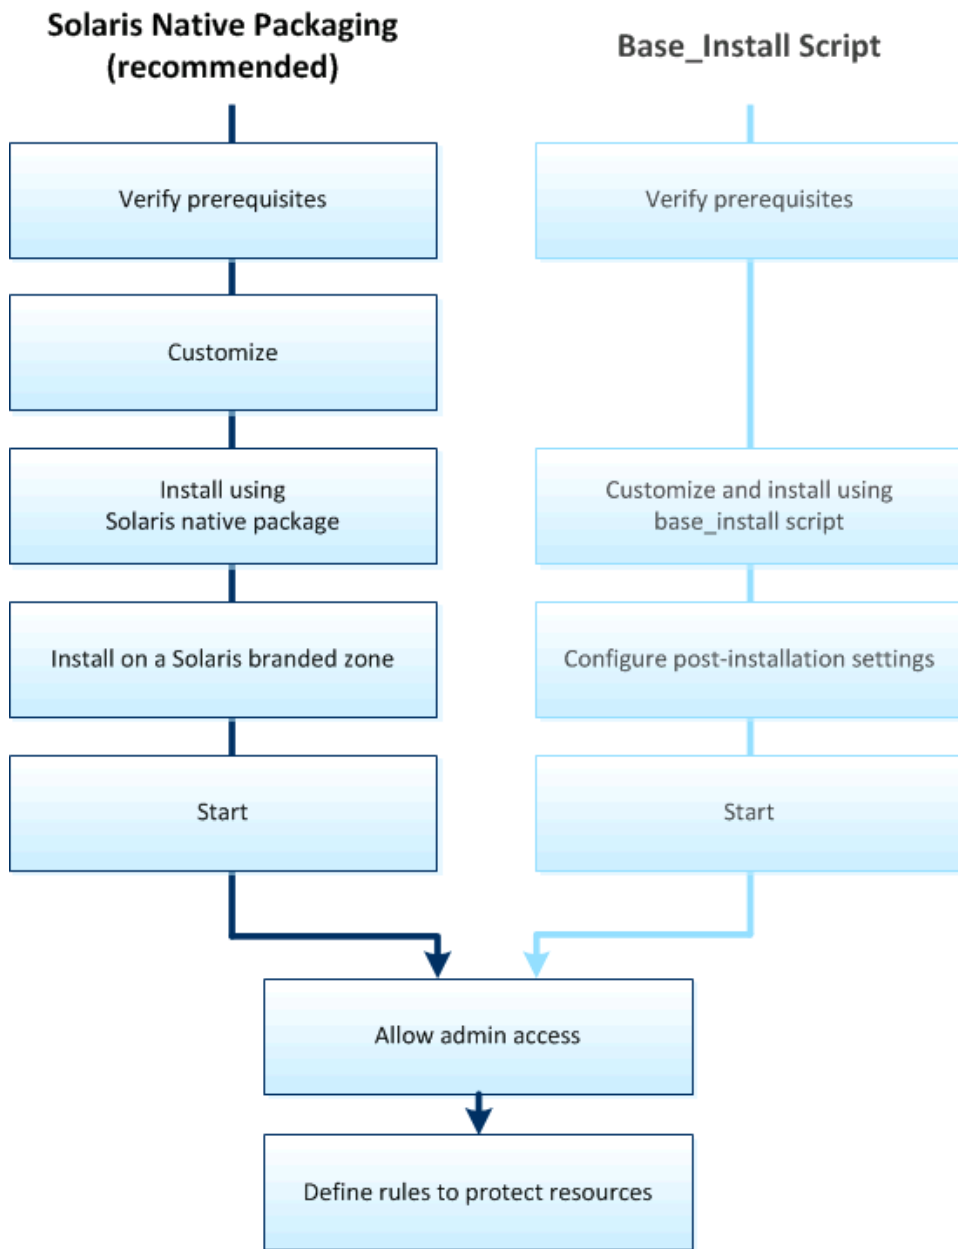 Solaris Native Packaging
(recommended)
Verify prerequisites
Customize
Install using
Solaris native package
Install on a Solaris branded zone
Start
Base_Install Script
Verify prerequisites
Customize and install using
base_install script
Configure post-installation settings
Start
Allow admin access
Define rules to protect resources